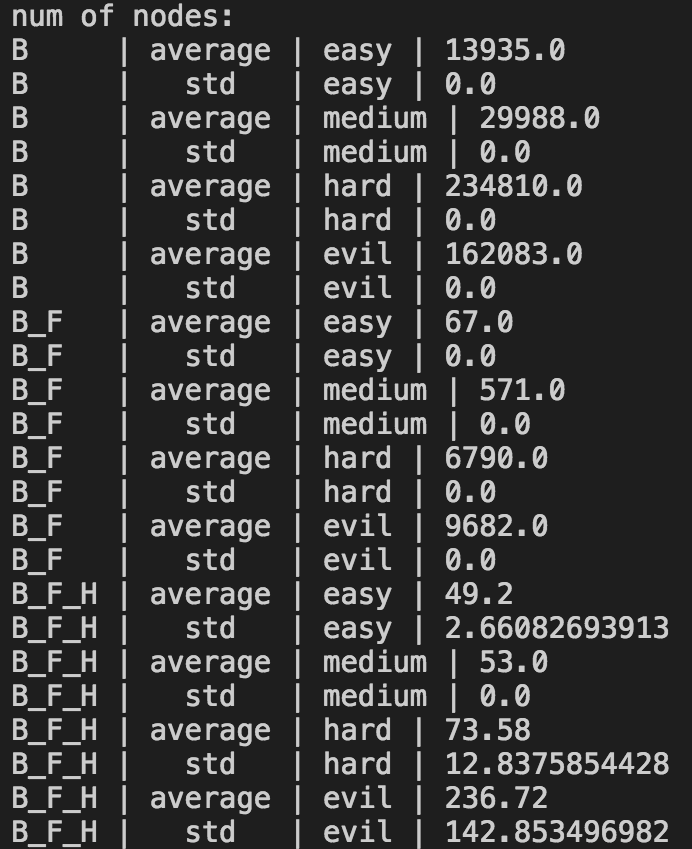 num of nodes:
B     | average | easy | 13935.0
B     |   std   | easy | 0.0
B     | average | medium | 29988.0
B     |   std   | medium | 0.0
B     | average | hard | 234810.0
B     |   std   | hard | 0.0
B     | average | evil | 162083.0
B     |   std   | evil | 0.0
B_F   | average | easy | 67.0
B_F   |   std   | easy | 0.0
B_F   | average | medium | 571.0
B_F   |   std   | medium | 0.0
B_F   | average | hard | 6790.0
B_F   |   std   | hard | 0.0
B_F   | average | evil | 9682.0
B_F   |   std   | evil | 0.0
B_F_H | average | easy | 49.2
B_F_H |   std   | easy | 2.66082693913
B_F_H | average | medium | 53.0
B_F_H |   std   | medium | 0.0
B_F_H | average | hard | 73.58
B_F_H |   std   | hard | 12.8375854428
B_F_H | average | evil | 236.72
B_F_H |   std   | evil | 142.853496982